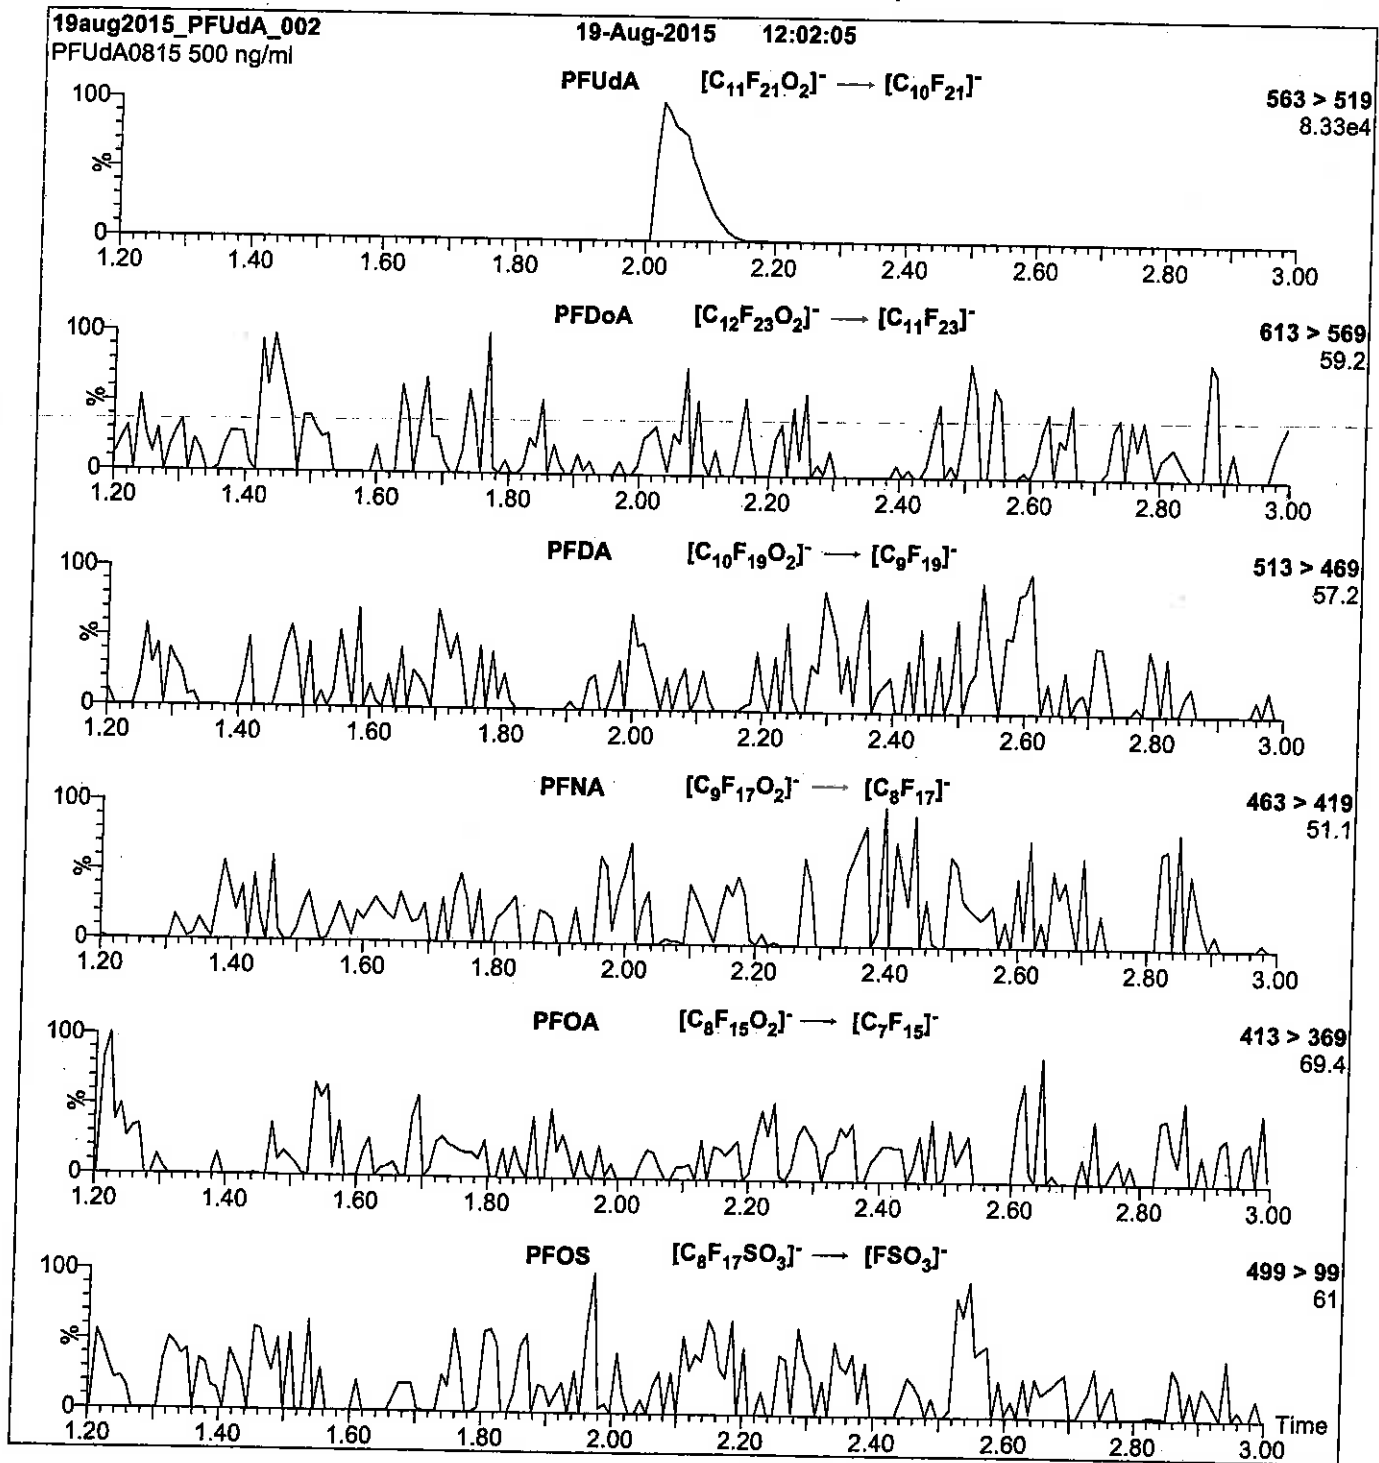 19aug2015_PFUdA_002 19-Aug-2015 12:02:05
PFUdA0815 500 ng/ml
PFUdA [C₁₁F₂₁O₂]⁻ → [C₁₀F₂₁]⁻ 563 > 519
8.33e4
100
%
0
1.20 1.40 1.60 1.80 2.00 2.20 2.40 2.60 2.80 3.00
PFDoA [C₁₂F₂₃O₂]⁻ → [C₁₁F₂₃]⁻ 613 > 569
59.2
100
%
0
1.20 1.40 1.60 1.80 2.00 2.20 2.40 2.60 2.80 3.00
PFDA [C₁₀F₁₉O₂]⁻ → [C₉F₁₉]⁻ 513 > 469
57.2
100
%
0
1.20 1.40 1.60 1.80 2.00 2.20 2.40 2.60 2.80 3.00
PFNA [C₉F₁₇O₂]⁻ → [C₈F₁₇]⁻ 463 > 419
51.1
100
%
0
1.20 1.40 1.60 1.80 2.00 2.20 2.40 2.60 2.80 3.00
PFOA [C₈F₁₅O₂]⁻ → [C₇F₁₅]⁻ 413 > 369
69.4
100
%
0
1.20 1.40 1.60 1.80 2.00 2.20 2.40 2.60 2.80 3.00
PFOS [C₈F₁₇SO₃]⁻ → [FSO₃]⁻ 499 > 99
61
100
%
0
1.20 1.40 1.60 1.80 2.00 2.20 2.40 2.60 2.80 3.00 Time